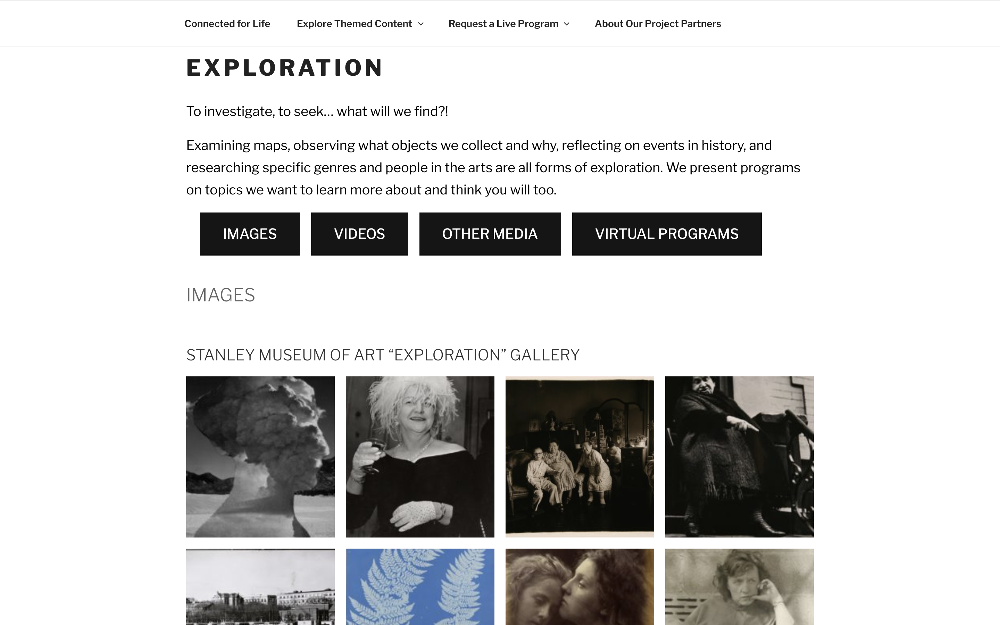 Connected for Life Explore Themed Content Request a Live Program About Our Project Partners
EXPLORATION
To investigate, to seek… what will we find?!
Examining maps, observing what objects we collect and why, reflecting on events in history, and
researching specific genres and people in the arts are all forms of exploration. We present programs
on topics we want to learn more about and think you will too.
IMAGES VIDEOS OTHER MEDIA VIRTUAL PROGRAMS
IMAGES
STANLEY MUSEUM OF ART “EXPLORATION” GALLERY